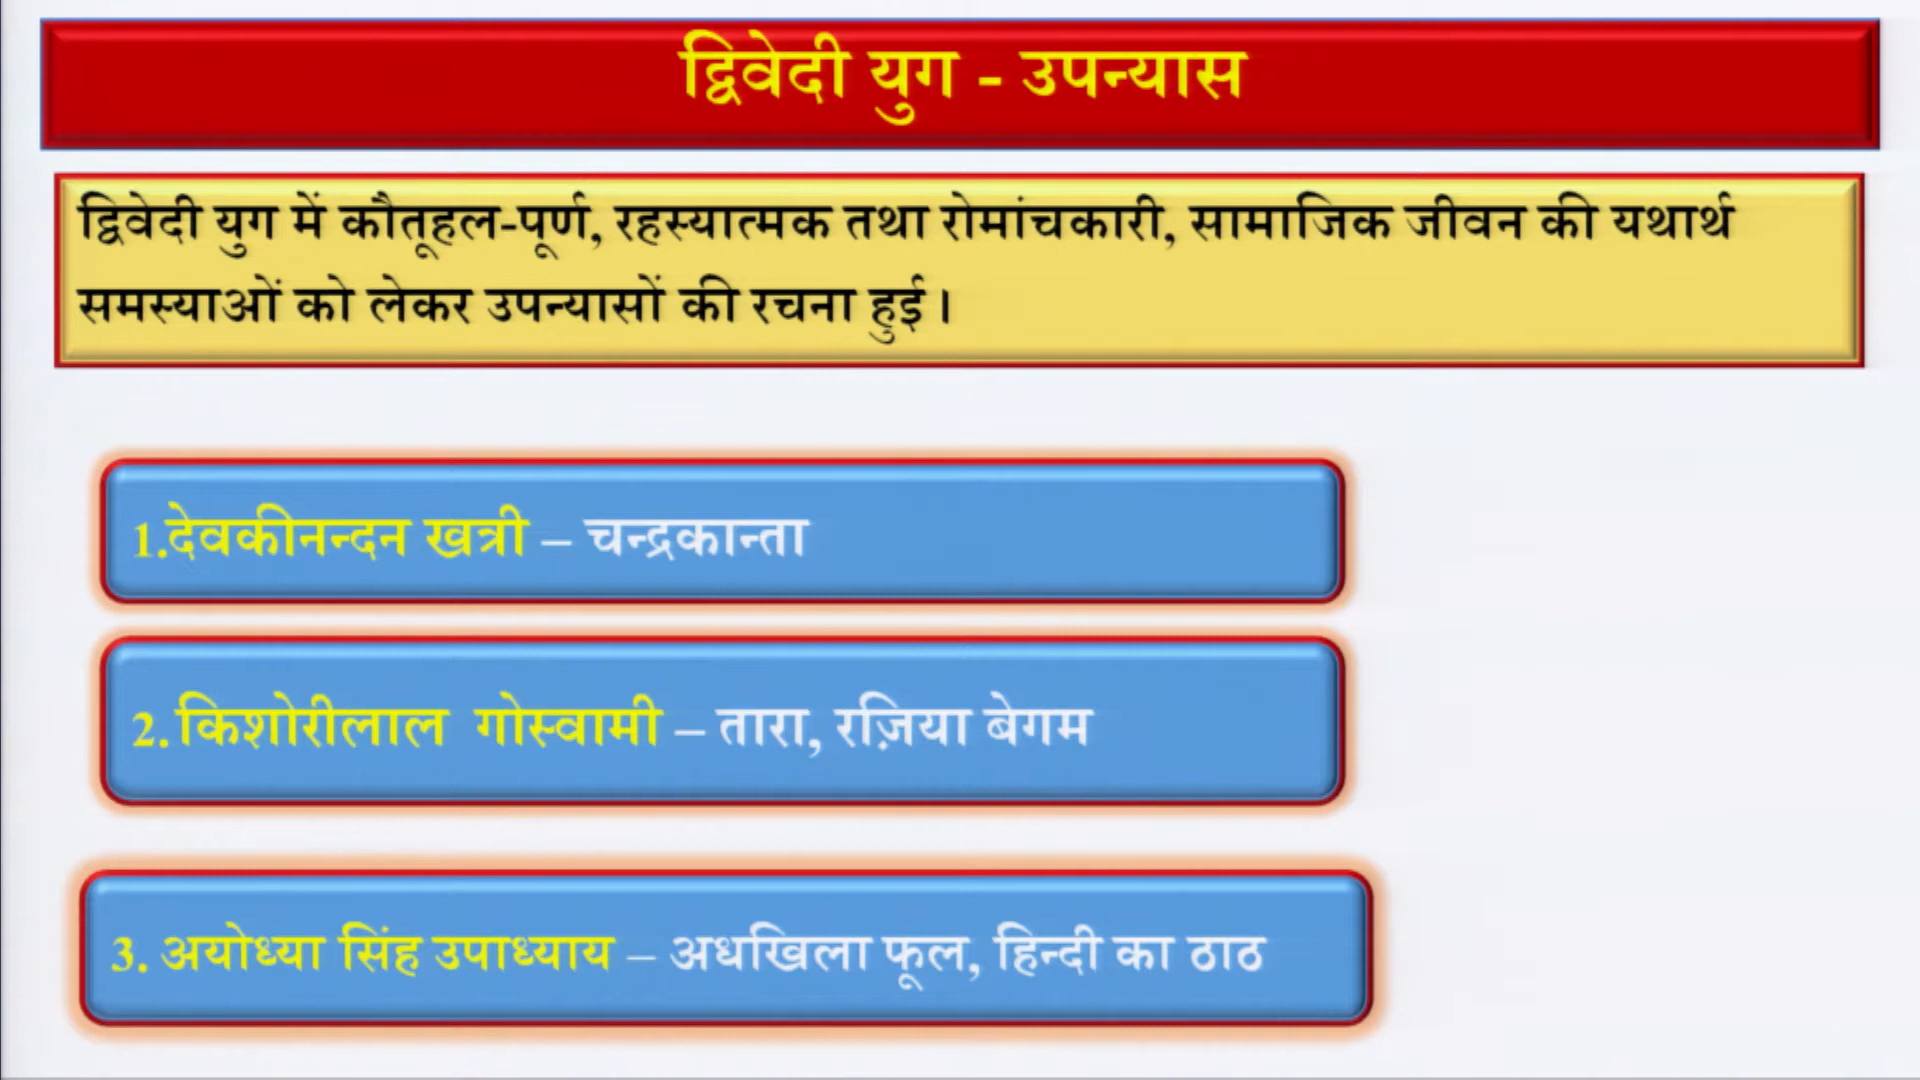 द्विवेदी युग - उपन्यास
द्विवेदी युग में कौतूहल-पूर्ण, रहस्यात्मक तथा रोमांचकारी, सामाजिक जीवन की यथार्थ
समस्याओं को लेकर उपन्यासों की रचना हुई।
1.देवकीनन्दन खत्री – चन्द्रकान्ता
2.किशोरीलाल गोस्वामी – तारा, रज़िया बेगम
3. अयोध्या सिंह उपाध्याय – अधखिला फूल, हिन्दी का ठाठ